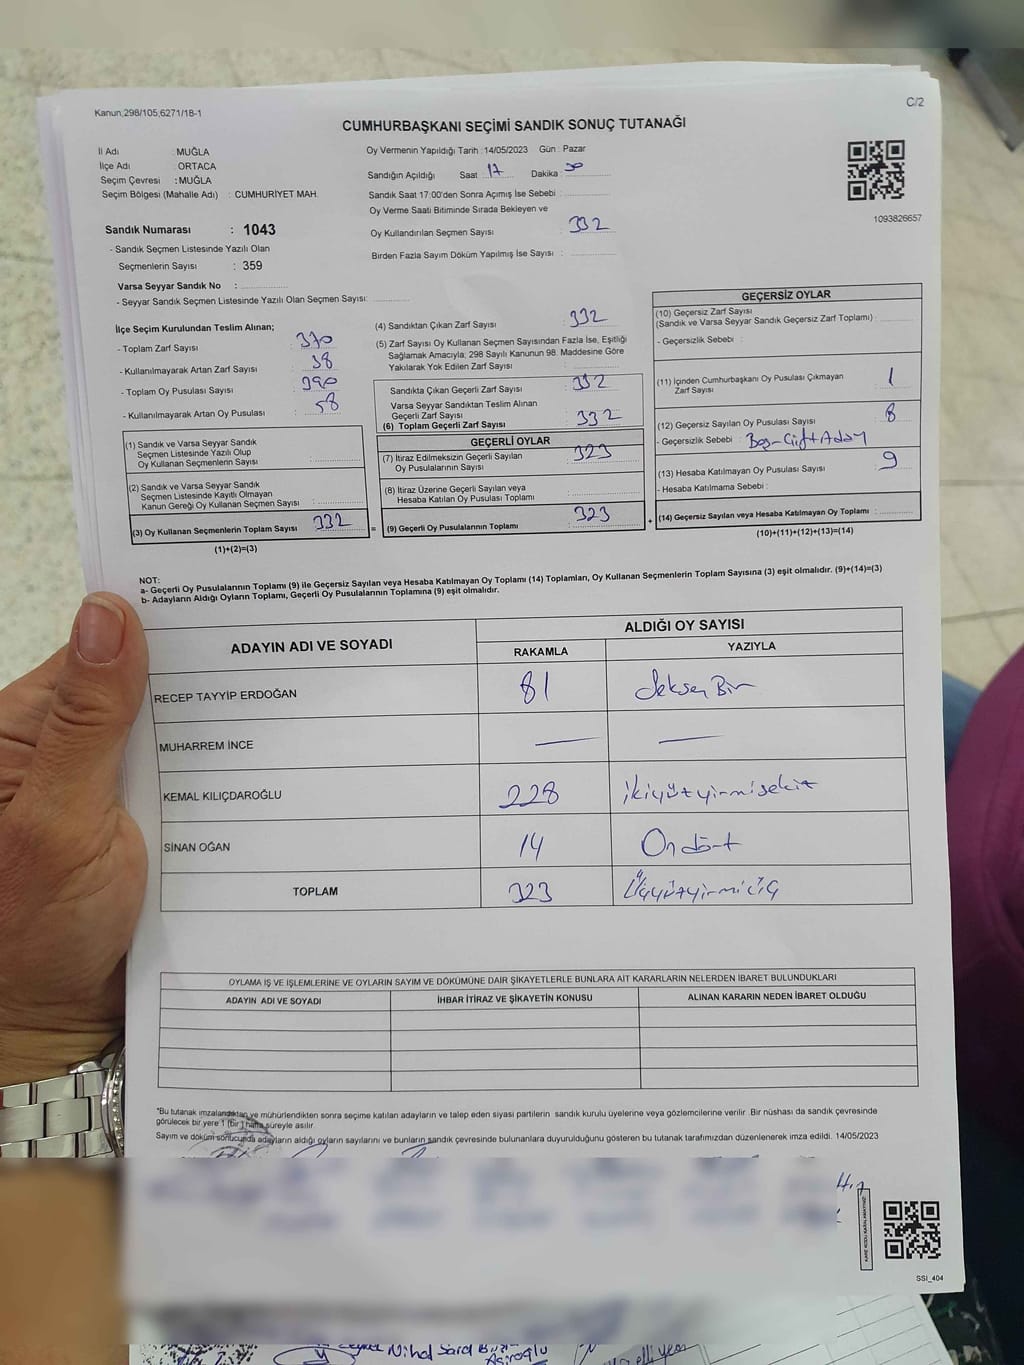 Kanun;298/105;6271/18-1
C/2
CUMHURBAŞKANI SEÇİMİ SANDIK SONUÇ TUTANAĞI
İl Adı : MUĞLA
İlçe Adı : ORTACA
Seçim Çevresi : MUĞLA
Seçim Bölgesi (Mahalle Adı) : CUMHURİYET MAH.
Oy Vermenin Yapıldığı Tarih : 14/05/2023 Gün : Pazar
Sandığın Açıldığı Saat : 17 Dakika : 30
Sandık Saat 17:00'den Sonra Açımış İse Sebebi :
Oy Verme Saati Bitiminde Sırada Bekleyen ve
Oy Kullandırılan Seçmen Sayısı : 332
Birden Fazla Sayım Döküm Yapılmış İse Sayısı :
1093826657
Sandık Numarası : 1043
- Sandık Seçmen Listesinde Yazılı Olan
Seçmenlerin Sayısı : 359
Varsa Seyyar Sandık No :
- Seyyar Sandık Seçmen Listesinde Yazılı Olan Seçmen Sayısı:
İlçe Seçim Kurulundan Teslim Alınan;
- Toplam Zarf Sayısı : 370
- Kullanılmayarak Artan Zarf Sayısı : 38
- Toplam Oy Pusulası Sayısı : 390
- Kullanılmayarak Artan Oy Pusulası : 58
(1) Sandık ve Varsa Seyyar Sandık
Seçmen Listesinde Yazılı Olup
Oy Kullanan Seçmenlerin Sayısı :
(2) Sandık ve Varsa Seyyar Sandık
Seçmen Listesinde Kayıtlı Olmayan
Kanun Gereği Oy Kullanan Seçmen Sayısı :
(3) Oy Kullanan Seçmenlerin Toplam Sayısı : 332 =
(1)+(2)=(3)
(4) Sandıktan Çıkan Zarf Sayısı : 332
(5) Zarf Sayısı Oy Kullanan Seçmen Sayısından Fazla İse, Eşitliği
Sağlamak Amacıyla; 298 Sayılı Kanunun 98. Maddesine Göre
Yakılarak Yok Edilen Zarf Sayısı :
Sandıkta Çıkan Geçerli Zarf Sayısı : 332
Varsa Seyyar Sandıktan Teslim Alınan
Geçerli Zarf Sayısı
(6) Toplam Geçerli Zarf Sayısı : 332
GEÇERLİ OYLAR
(7) İtiraz Edilmeksizin Geçerli Sayılan
Oy Pusulalarının Sayısı : 323
(8) İtiraz Üzerine Geçerli Sayılan veya
Hesaba Katılan Oy Pusulası Toplamı :
(9) Geçerli Oy Pusulalarının Toplamı : 323 +
GEÇERSİZ OYLAR
(10) Geçersiz Zarf Sayısı
(Sandık ve Varsa Seyyar Sandık Geçersiz Zarf Toplamı) :
- Geçersizlik Sebebi :
(11) İçinden Cumhurbaşkanı Oy Pusulası Çıkmayan
Zarf Sayısı : 1
(12) Geçersiz Sayılan Oy Pusulası Sayısı : 8
- Geçersizlik Sebebi : Boş-Çift Aday
(13) Hesaba Katılmayan Oy Pusulası Sayısı : 9
- Hesaba Katılmama Sebebi :
(14) Geçersiz Sayılan veya Hesaba Katılmayan Oy Toplamı :
(10)+(11)+(12)+(13)=(14)
NOT:
a- Geçerli Oy Pusulalarının Toplamı (9) ile Geçersiz Sayılan veya Hesaba Katılmayan Oy Toplamı (14) Toplamları, Oy Kullanan Seçmenlerin Toplam Sayısına (3) eşit olmalıdır. (9)+(14)=(3)
b- Adayların Aldığı Oyların Toplamı, Geçerli Oy Pusulalarının Toplamına (9) eşit olmalıdır.
ADAYIN ADI VE SOYADI
ALDIĞI OY SAYISI
RAKAMLA YAZIYLA
RECEP TAYYİP ERDOĞAN 81 Seksen Bir
MUHARREM İNCE — —
KEMAL KILIÇDAROĞLU 228 ikiyüzyirmisekiz
SİNAN OĞAN 14 On dört
TOPLAM 323 Üçyüzyirmiüç
OYLAMA İŞ VE İŞLEMLERİNE VE OYLARIN SAYIM VE DÖKÜMÜNE DAİR ŞİKAYETLERLE BUNLARA AİT KARARLARIN NELERDEN İBARET BULUNDUKLARI
ADAYIN ADI VE SOYADI İHBAR İTİRAZ VE ŞİKAYETİN KONUSU ALINAN KARARIN NEDEN İBARET OLDUĞU
*Bu tutanak imzalandıktan ve mühürlendikten sonra seçime katılan adayların ve talep eden siyasi partilerin sandık kurulu üyelerine veya gözlemcilerine verilir .Bir nüshası da sandık çevresinde
görülecek bir yere 1 (bir) hafta süreyle asılır.
Sayım ve döküm sonucunda adayların aldığı oyların sayılarını ve bunların sandık çevresinde bulunanlara duyurulduğunu gösteren bu tutanak tarafımızdan düzenlenerek imza edildi. 14/05/2023
KARE KODU KARALAMAYINIZ
SSI_404
Nihal